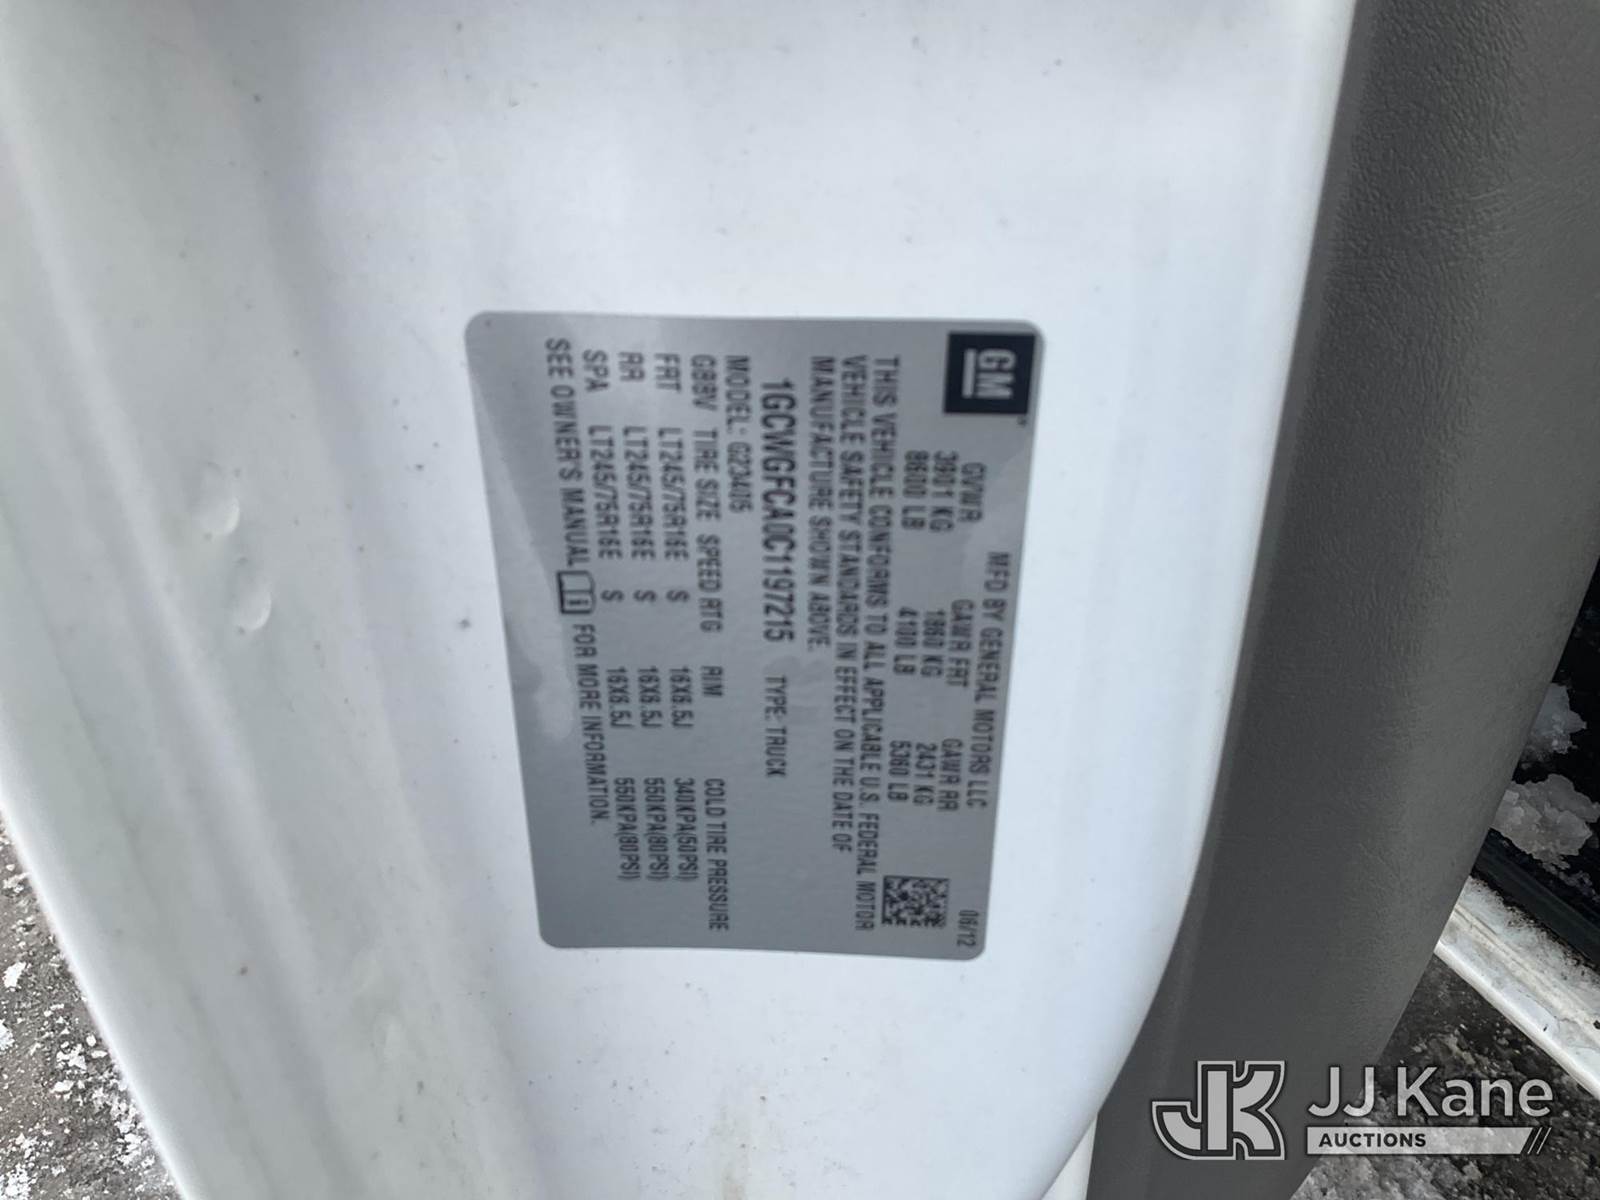 GM
MFD BY GENERAL MOTORS LLC 08/12
GVWR GAWR FRT GAWR RR
3901 KG 1860 KG 2431 KG
8600 LB 4100 LB 5360 LB
THIS VEHICLE CONFORMS TO ALL APPLICABLE U.S. FEDERAL MOTOR
VEHICLE SAFETY STANDARDS IN EFFECT ON THE DATE OF
MANUFACTURE SHOWN ABOVE.
1GCWGFCA0C1197215 TYPE: TRUCK
MODEL: G23405
GBBV TIRE SIZE SPEED RTG RIM COLD TIRE PRESSURE
FRT LT245/75R16E S 16X6.5J 340KPA(50PSI)
RR LT245/75R16E S 16X6.5J 550KPA(80PSI)
SPA LT245/75R16E S 16X6.5J 550KPA(80PSI)
SEE OWNER'S MANUAL FOR MORE INFORMATION.
JK JJ Kane
AUCTIONS